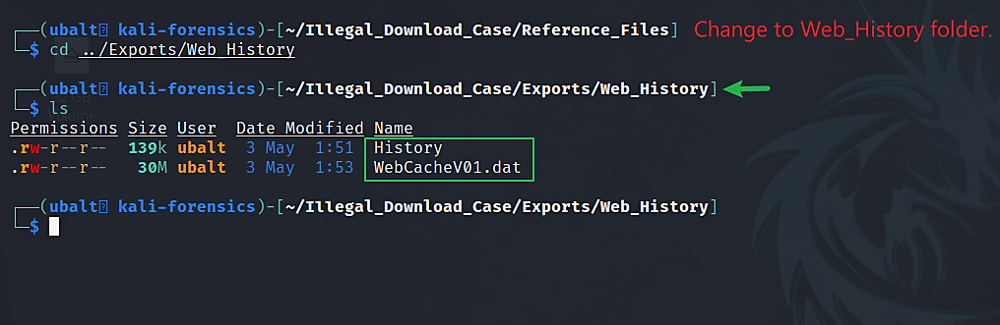 ┌──(ubalt㉿ kali-forensics)-[~/Illegal_Download_Case/Reference_Files] Change to Web_History folder.
└─$ cd ../Exports/Web_History
┌──(ubalt㉿ kali-forensics)-[~/Illegal_Download_Case/Exports/Web_History]
└─$ ls
Permissions Size User Date Modified Name
.rw-r--r-- 139k ubalt 3 May 1:51 History
.rw-r--r-- 30M ubalt 3 May 1:53 WebCacheV01.dat
┌──(ubalt㉿ kali-forensics)-[~/Illegal_Download_Case/Exports/Web_History]
└─$